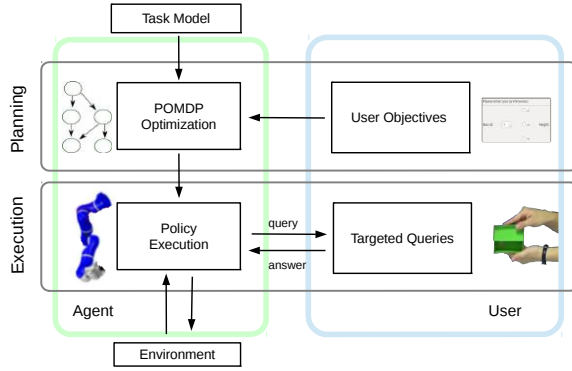 Task Model
Planning
POMDP
Optimization
User Objectives
Execution
Policy
Execution
query
answer
Targeted Queries
Agent
User
Environment